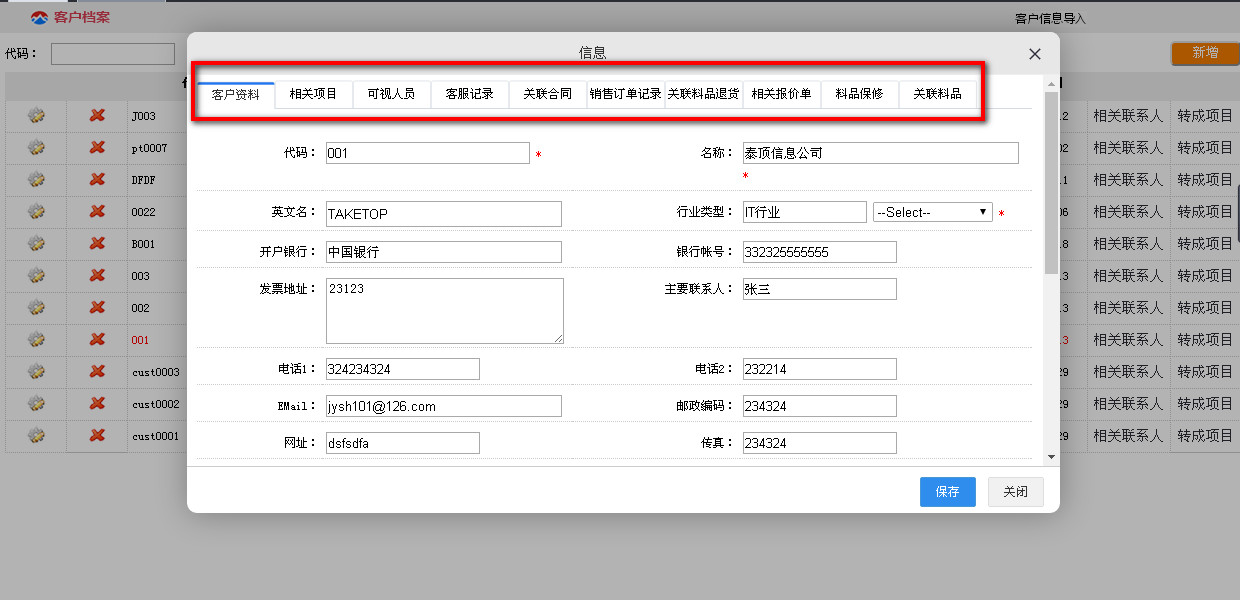 客户档案
客户信息导入
代码：
新增
信息
客户资料 相关项目 可视人员 客服记录 关联合同 销售订单记录 关联料品退货 相关报价单 料品保修 关联料品
代码： 001 * 名称： 泰顶信息公司
*
英文名： TAKETOP 行业类型： IT行业 --Select-- *
开户银行： 中国银行 银行帐号： 332325555555
发票地址： 23123 主要联系人： 张三
电话1： 324234324 电话2： 232214
EMail： jysh101@126.com 邮政编码： 234324
网址： dsfsdfa 传真： 234324
保存 关闭
J003 相关联系人 转成项目
pt0007 相关联系人 转成项目
DFDF 相关联系人 转成项目
0022 相关联系人 转成项目
B001 相关联系人 转成项目
003 相关联系人 转成项目
002 相关联系人 转成项目
001 相关联系人 转成项目
cust0003 相关联系人 转成项目
cust0002 相关联系人 转成项目
cust0001 相关联系人 转成项目